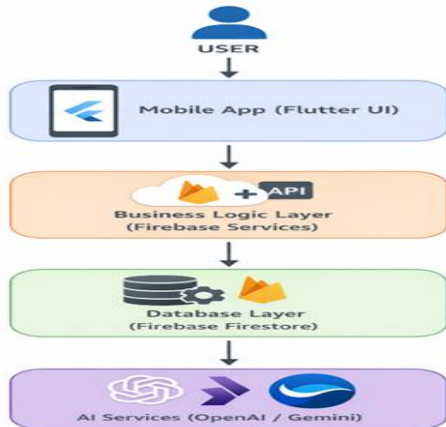 USER
Mobile App (Flutter UI)
+ API
Business Logic Layer
(Firebase Services)
Database Layer
(Firebase Firestore)
AI Services (OpenAI / Gemini)